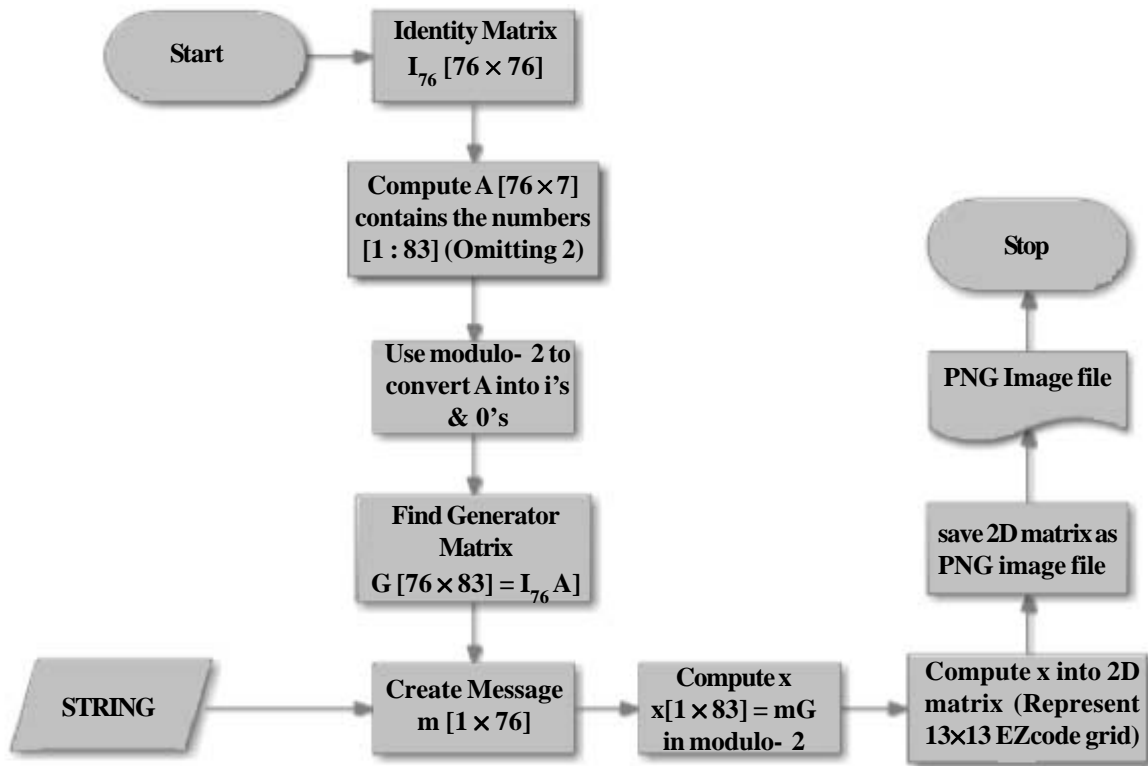 Start
Identity Matrix
I₇₆ [76 × 76]
Compute A [76 × 7]
contains the numbers
[1 : 83] (Omitting 2)
Use modulo- 2 to
convert A into i's
& 0's
Find Generator
Matrix
G [76 × 83] = I₇₆ A]
STRING
Create Message
m [1 × 76]
Compute x
x[1 × 83] = mG
in modulo- 2
Compute x into 2D
matrix (Represent
13×13 EZcode grid)
save 2D matrix as
PNG image file
PNG Image file
Stop